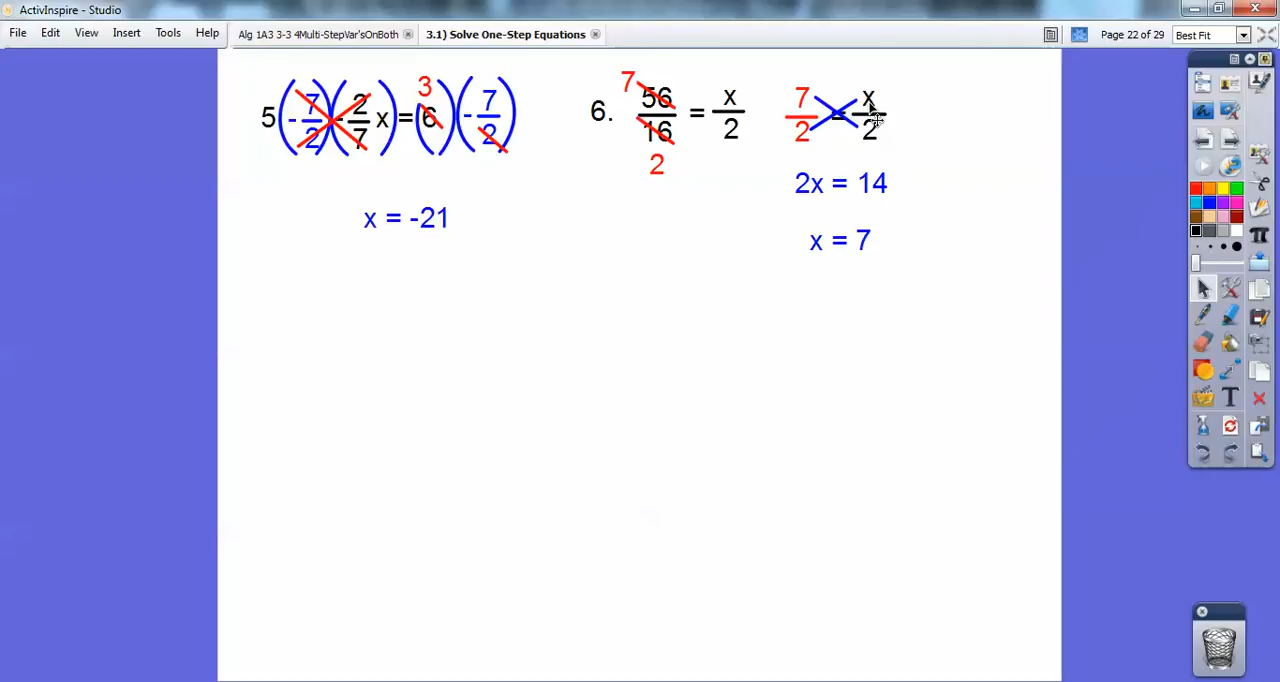 ActivInspire - Studio
File Edit View Insert Tools Help
Alg 1A3 3-3 4Multi-StepVar'sOnBoth
3.1) Solve One-Step Equations
Page 22 of 29
Best Fit
5 (-7/2)(-2/7 x) = (6)(-7/2)
3
x = -21
6. 56/16 = x/2
7
2
7/2 = x/2
2x = 14
x = 7